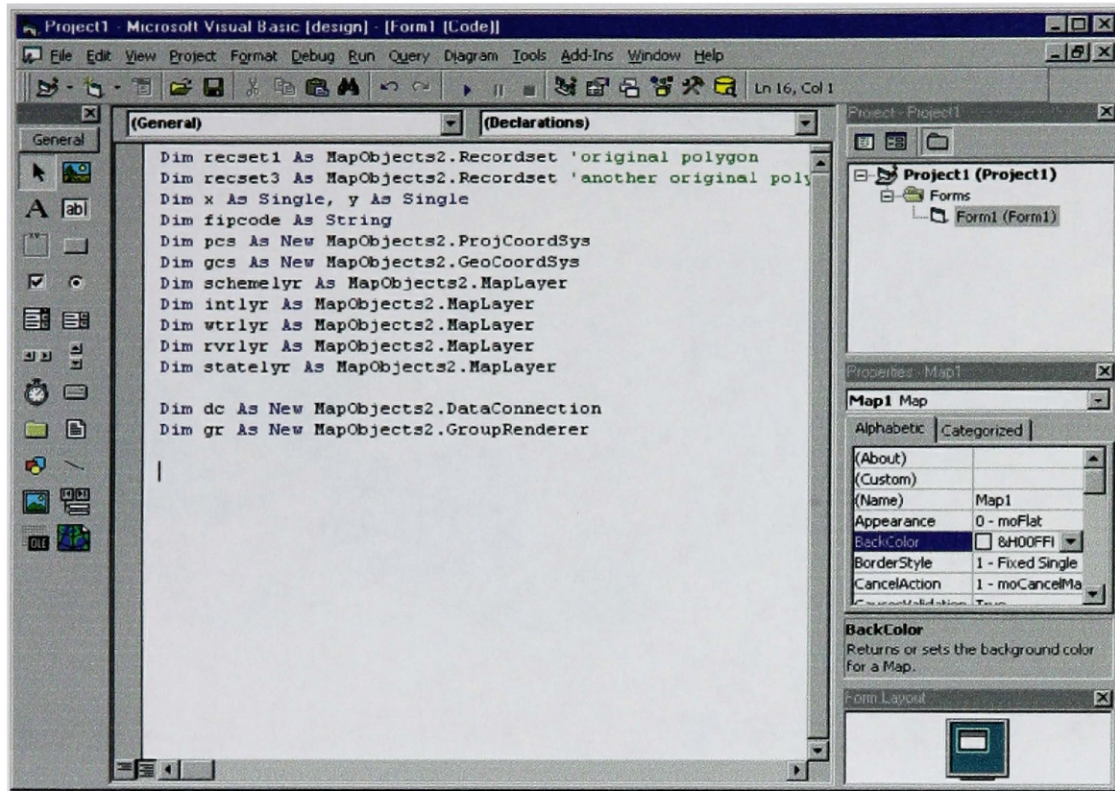 Project1 - Microsoft Visual Basic [design] - [Form1 (Code)]
File Edit View Project Format Debug Run Query Diagram Tools Add-Ins Window Help
Ln 16, Col 1
General
(General) (Declarations)
Dim recset1 As MapObjects2.Recordset 'original polygon
Dim recset3 As MapObjects2.Recordset 'another original poly
Dim x As Single, y As Single
Dim fipcode As String
Dim pcs As New MapObjects2.ProjCoordSys
Dim gcs As New MapObjects2.GeoCoordSys
Dim schemelyr As MapObjects2.MapLayer
Dim intlyr As MapObjects2.MapLayer
Dim wtrlyr As MapObjects2.MapLayer
Dim rvrlyr As MapObjects2.MapLayer
Dim statelyr As MapObjects2.MapLayer
Dim dc As New MapObjects2.DataConnection
Dim gr As New MapObjects2.GroupRenderer
A ab
OLE
Project - Project1
Project1 (Project1)
Forms
Form1 (Form1)
Properties - Map1
Map1 Map
Alphabetic Categorized
(About)
(Custom)
(Name) Map1
Appearance 0 - moFlat
BackColor &H00FFI
BorderStyle 1 - Fixed Single
CancelAction 1 - moCancelMa
CausesValidation True
BackColor
Returns or sets the background color
for a Map.
Form Layout